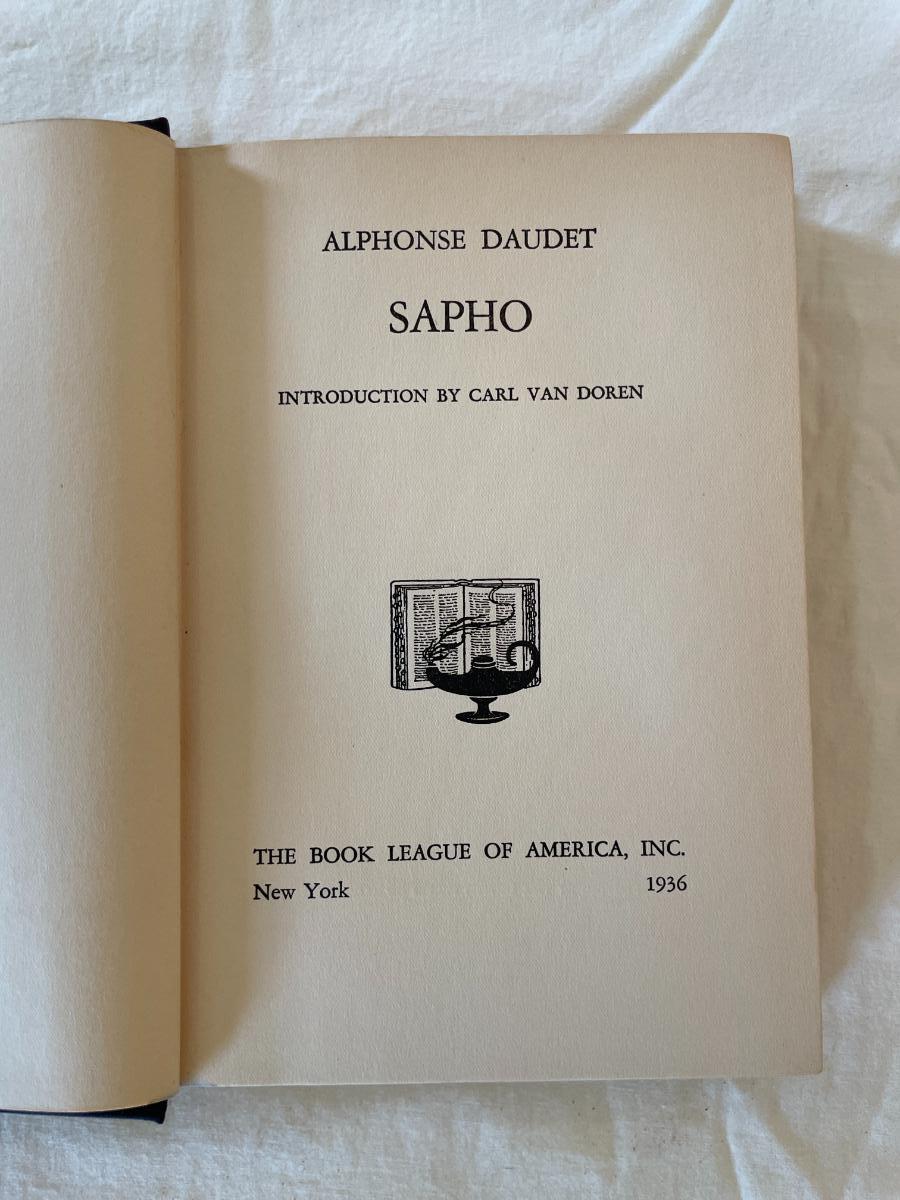 ALPHONSE DAUDET
SAPHO
INTRODUCTION BY CARL VAN DOREN
THE BOOK LEAGUE OF AMERICA, INC.
New York 1936